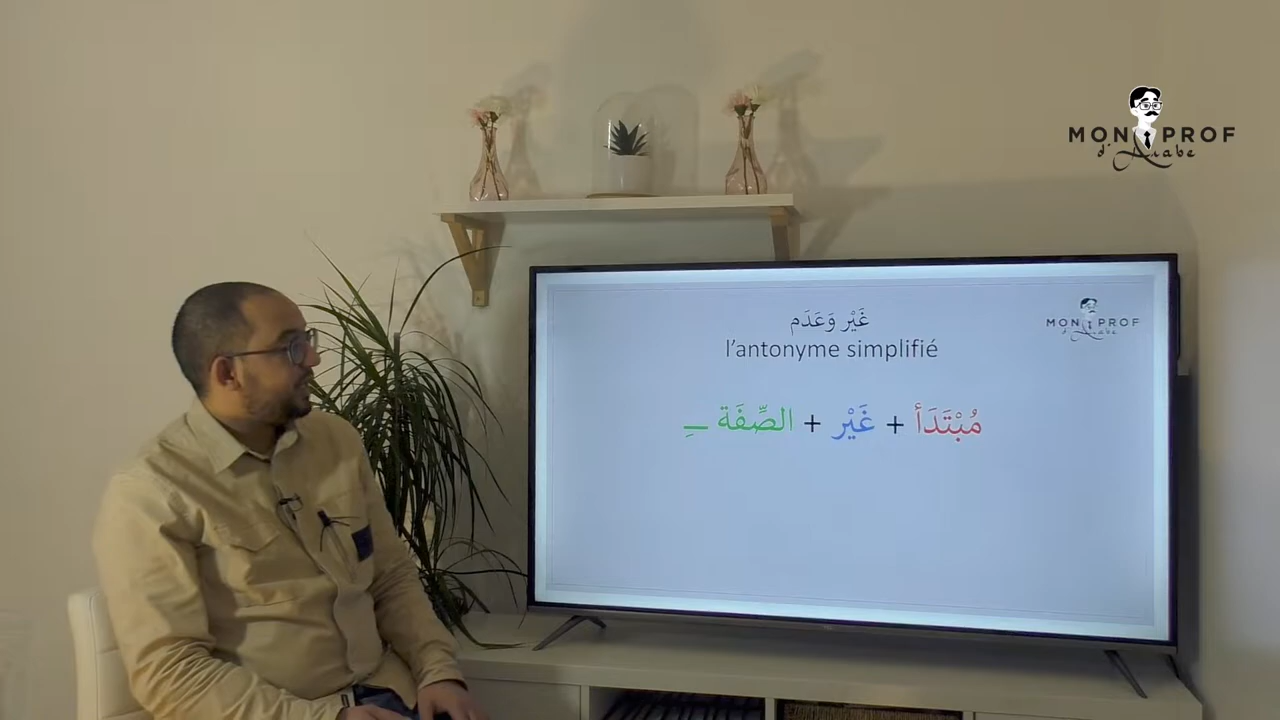 MON PROF
d'Arabe
غَيْر وَعَدَم
l'antonyme simplifié
MON PROF
d'Arabe
مُبْتَدَأ + غَيْر + الصِّفَة ـِ